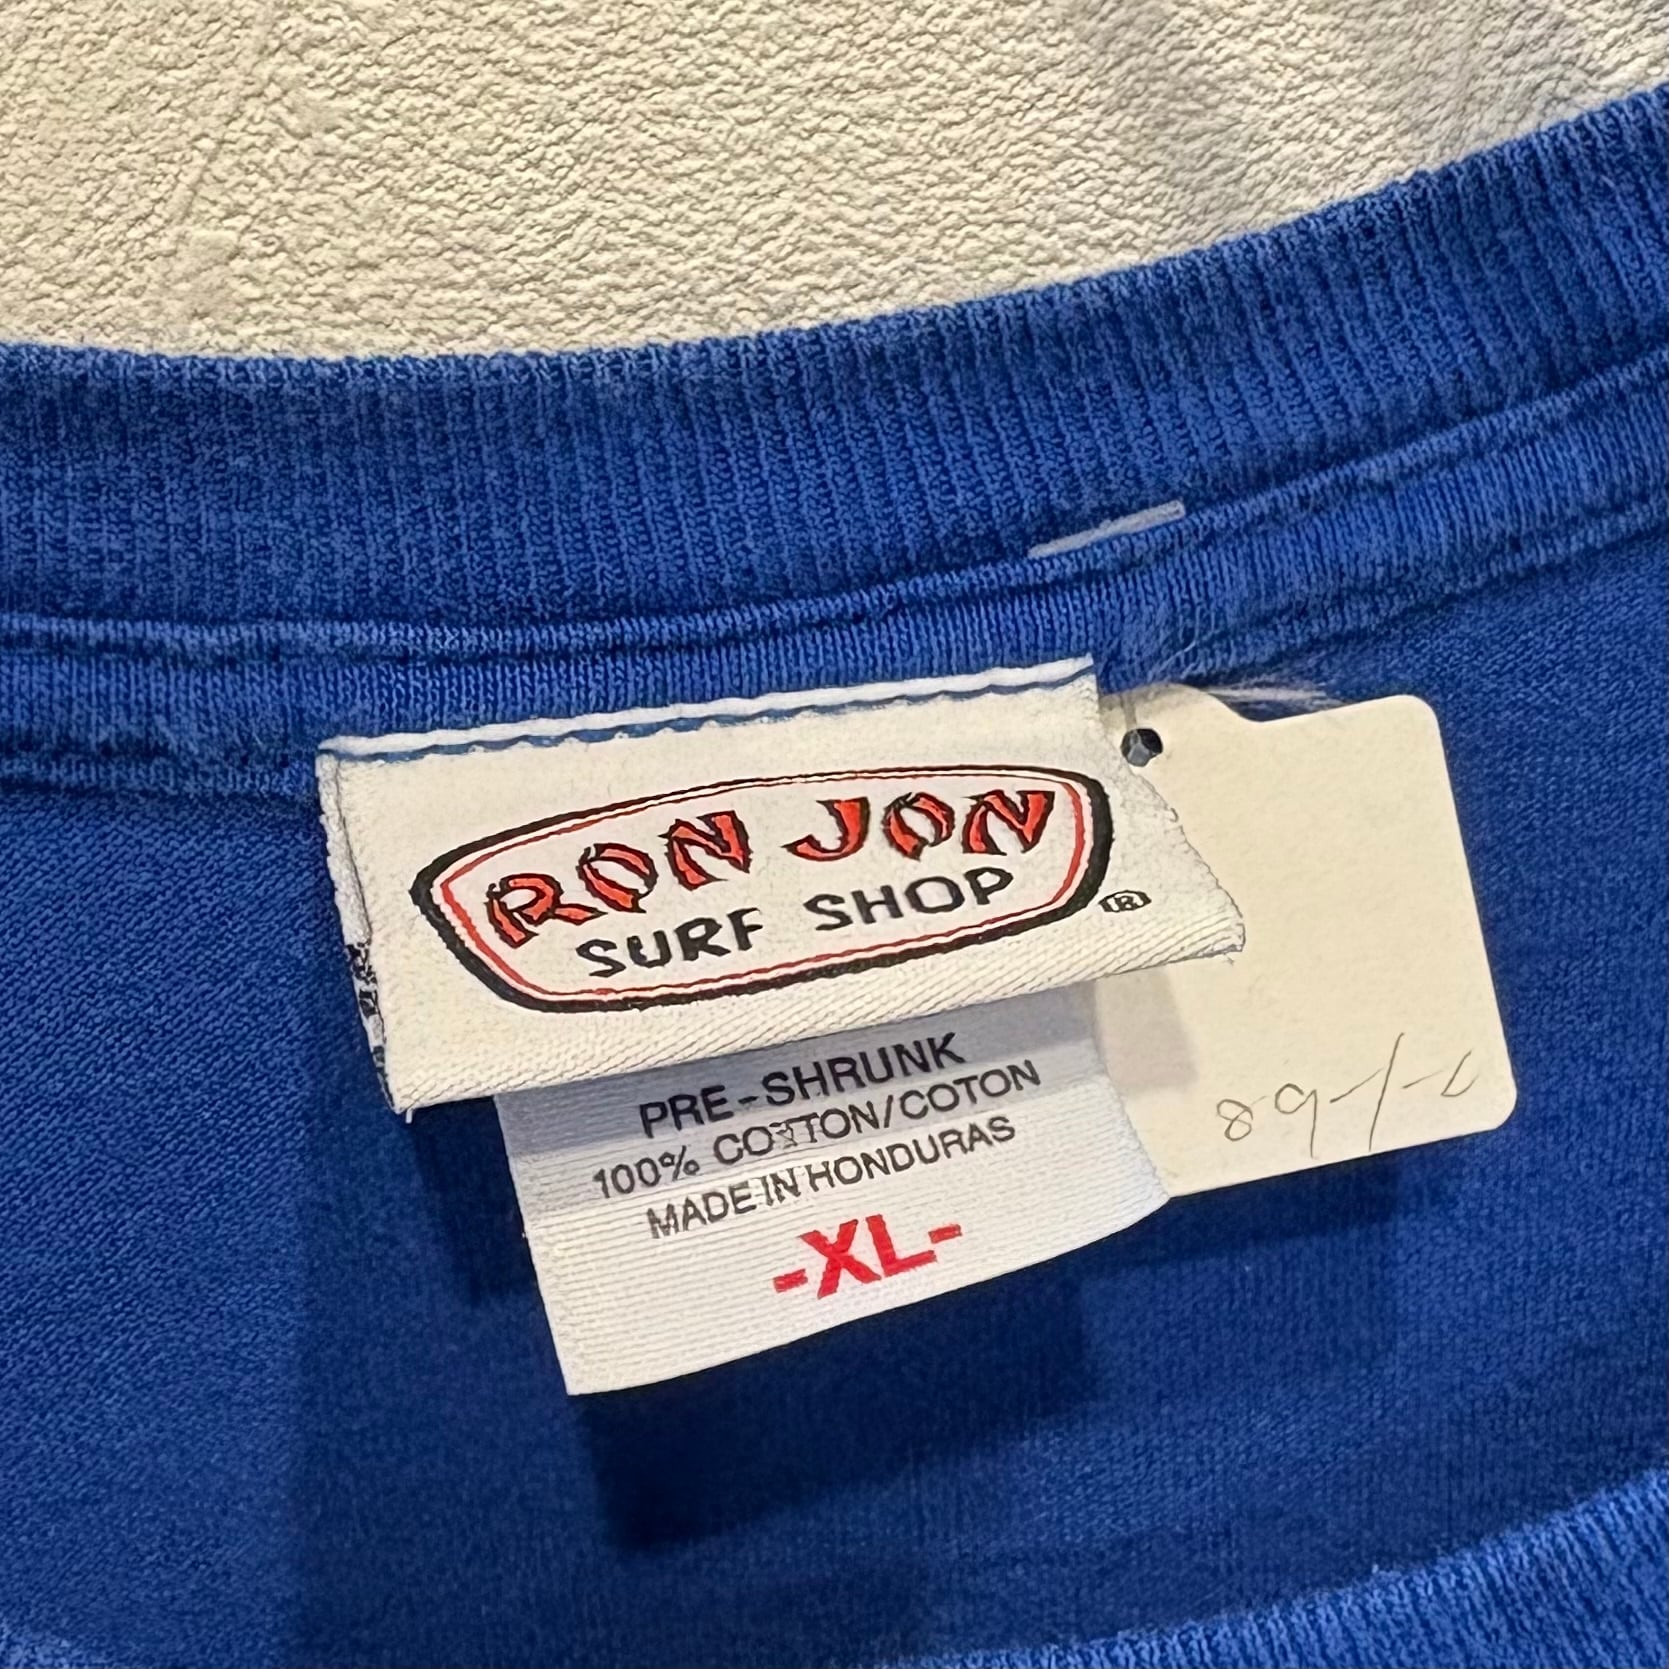 RON JON
SURF SHOP
®
PRE-SHRUNK
100% COTTON/COTON
MADE IN HONDURAS
-XL-